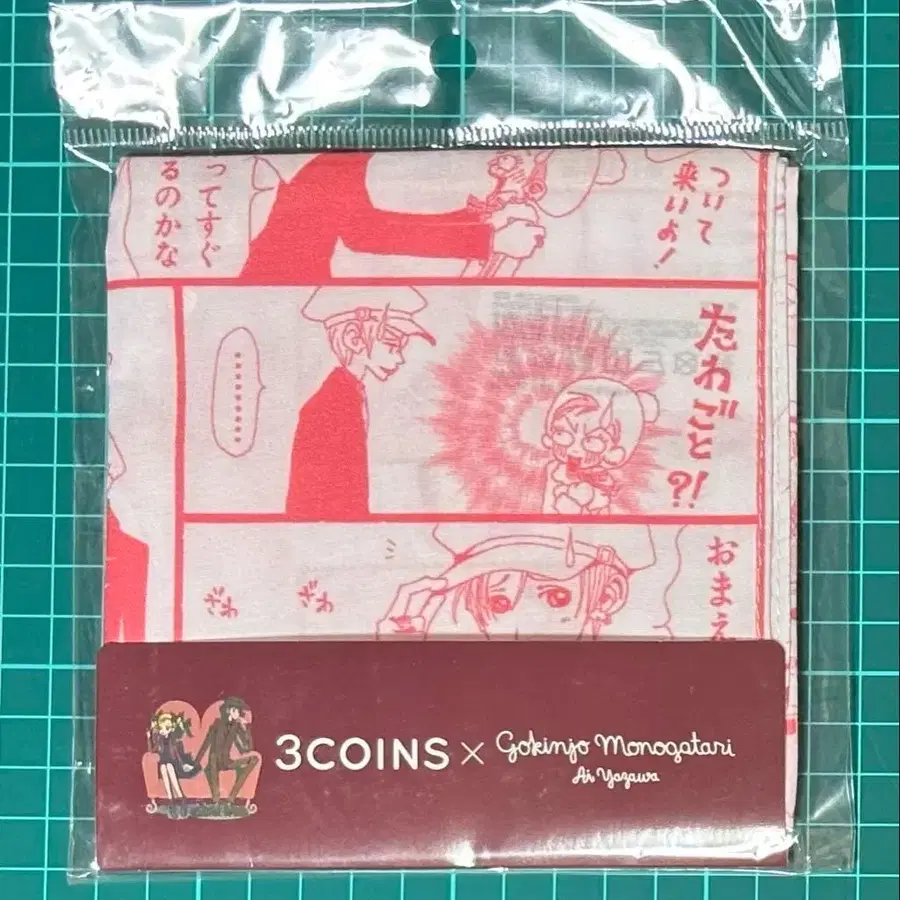 ついて
来いよ！
ってすぐ
るのかな
たわごと?!
………
おまえ
ざわ
ざわ
3COINS × Gokinjo Monogatari
Ai Yazawa